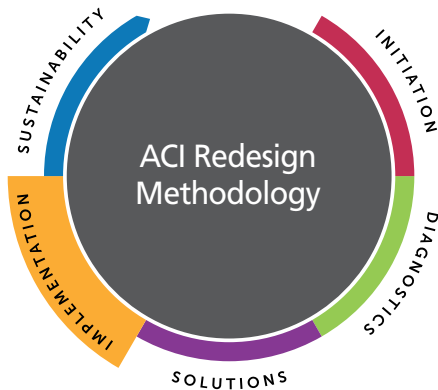 ACI Redesign
Methodology
INITIATION
DIAGNOSTICS
SOLUTIONS
IMPLEMENTATION
SUSTAINABILITY